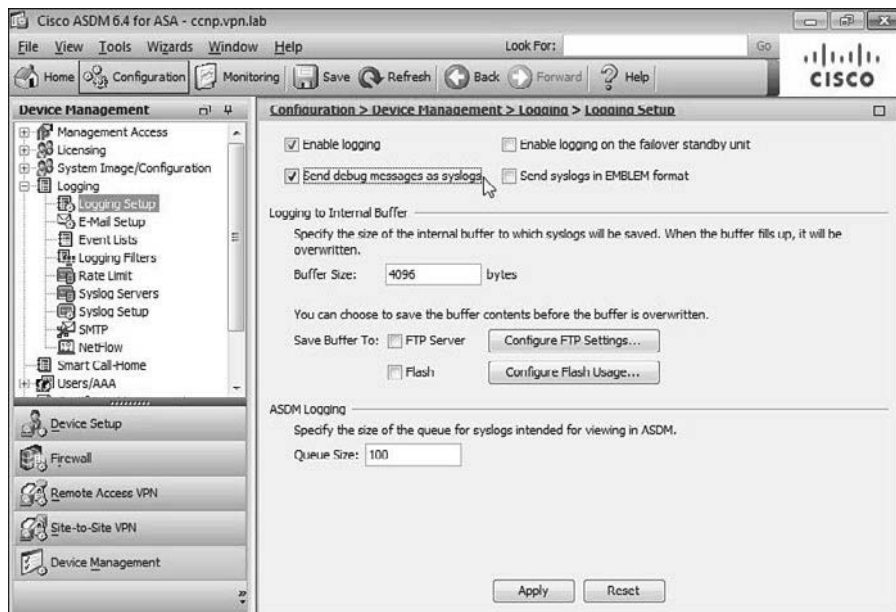 Cisco ASDM 6.4 for ASA - ccnp.vpn.lab
File View Tools Wizards Window Help
Look For:
Go
Home Configuration Monitoring Save Refresh Back Forward Help
CISCO
Device Management
Management Access
Licensing
System Image/Configuration
Logging
Logging Setup
E-Mail Setup
Event Lists
Logging Filters
Rate Limit
Syslog Servers
Syslog Setup
SMTP
NetFlow
Smart Call-Home
Users/AAA
Device Setup
Firewall
Remote Access VPN
Site-to-Site VPN
Device Management
Configuration > Device Management > Logging > Logging Setup
Enable logging
Enable logging on the failover standby unit
Send debug messages as syslogs
Send syslogs in EMBLEM format
Logging to Internal Buffer
Specify the size of the internal buffer to which syslogs will be saved. When the buffer fills up, it will be
overwritten.
Buffer Size: 4096 bytes
You can choose to save the buffer contents before the buffer is overwritten.
Save Buffer To: FTP Server Configure FTP Settings...
Flash Configure Flash Usage...
ASDM Logging
Specify the size of the queue for syslogs intended for viewing in ASDM.
Queue Size: 100
Apply Reset